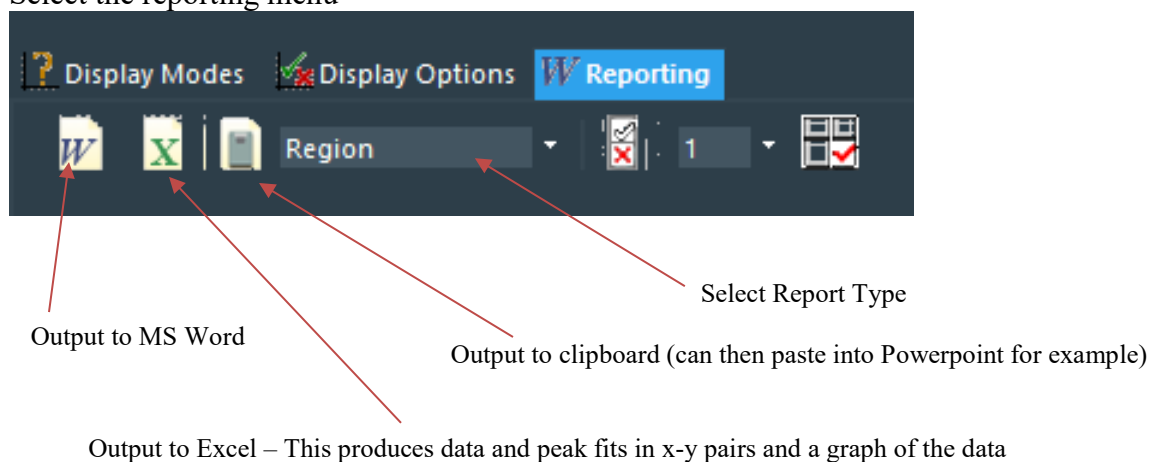 Select the reporting menu
Display Modes Display Options W Reporting
W X Region 1
Select Report Type
Output to MS Word
Output to clipboard (can then paste into Powerpoint for example)
Output to Excel – This produces data and peak fits in x-y pairs and a graph of the data